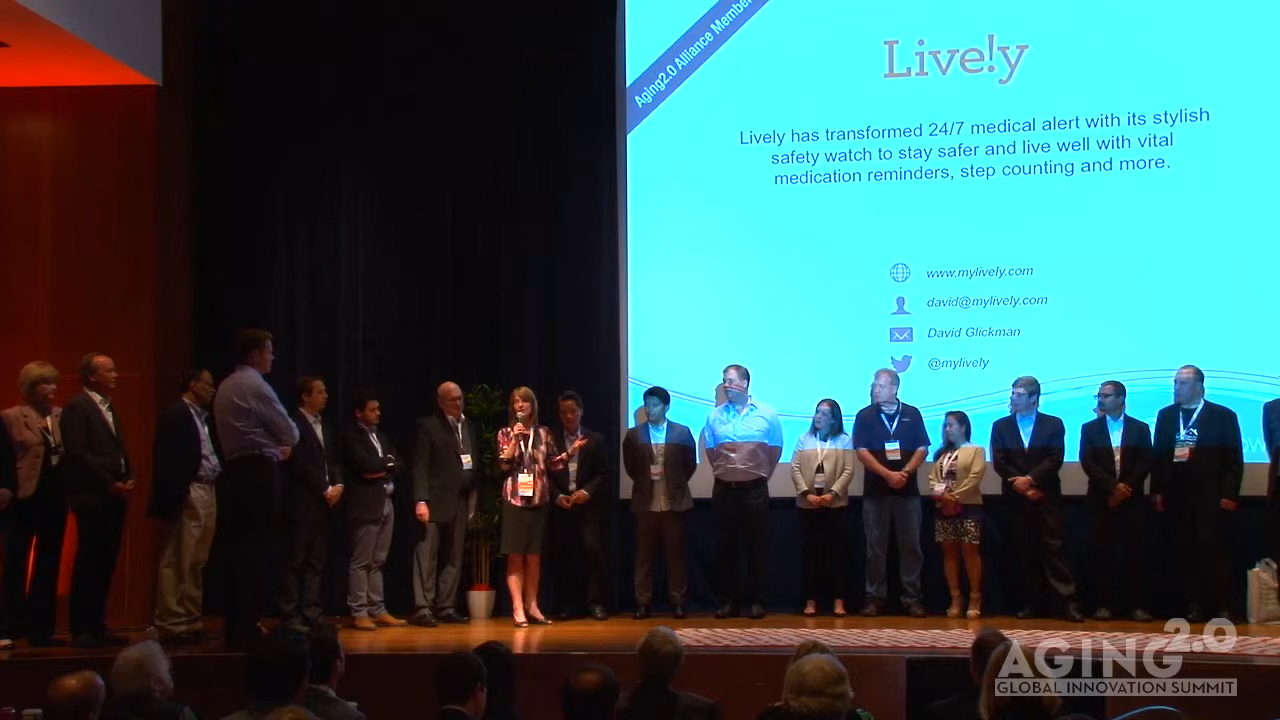 Aging2.0 Alliance Member
Live!y
Lively has transformed 24/7 medical alert with its stylish
safety watch to stay safer and live well with vital
medication reminders, step counting and more.
www.mylively.com
david@mylively.com
David Glickman
@mylively
AGING2.0
GLOBAL INNOVATION SUMMIT